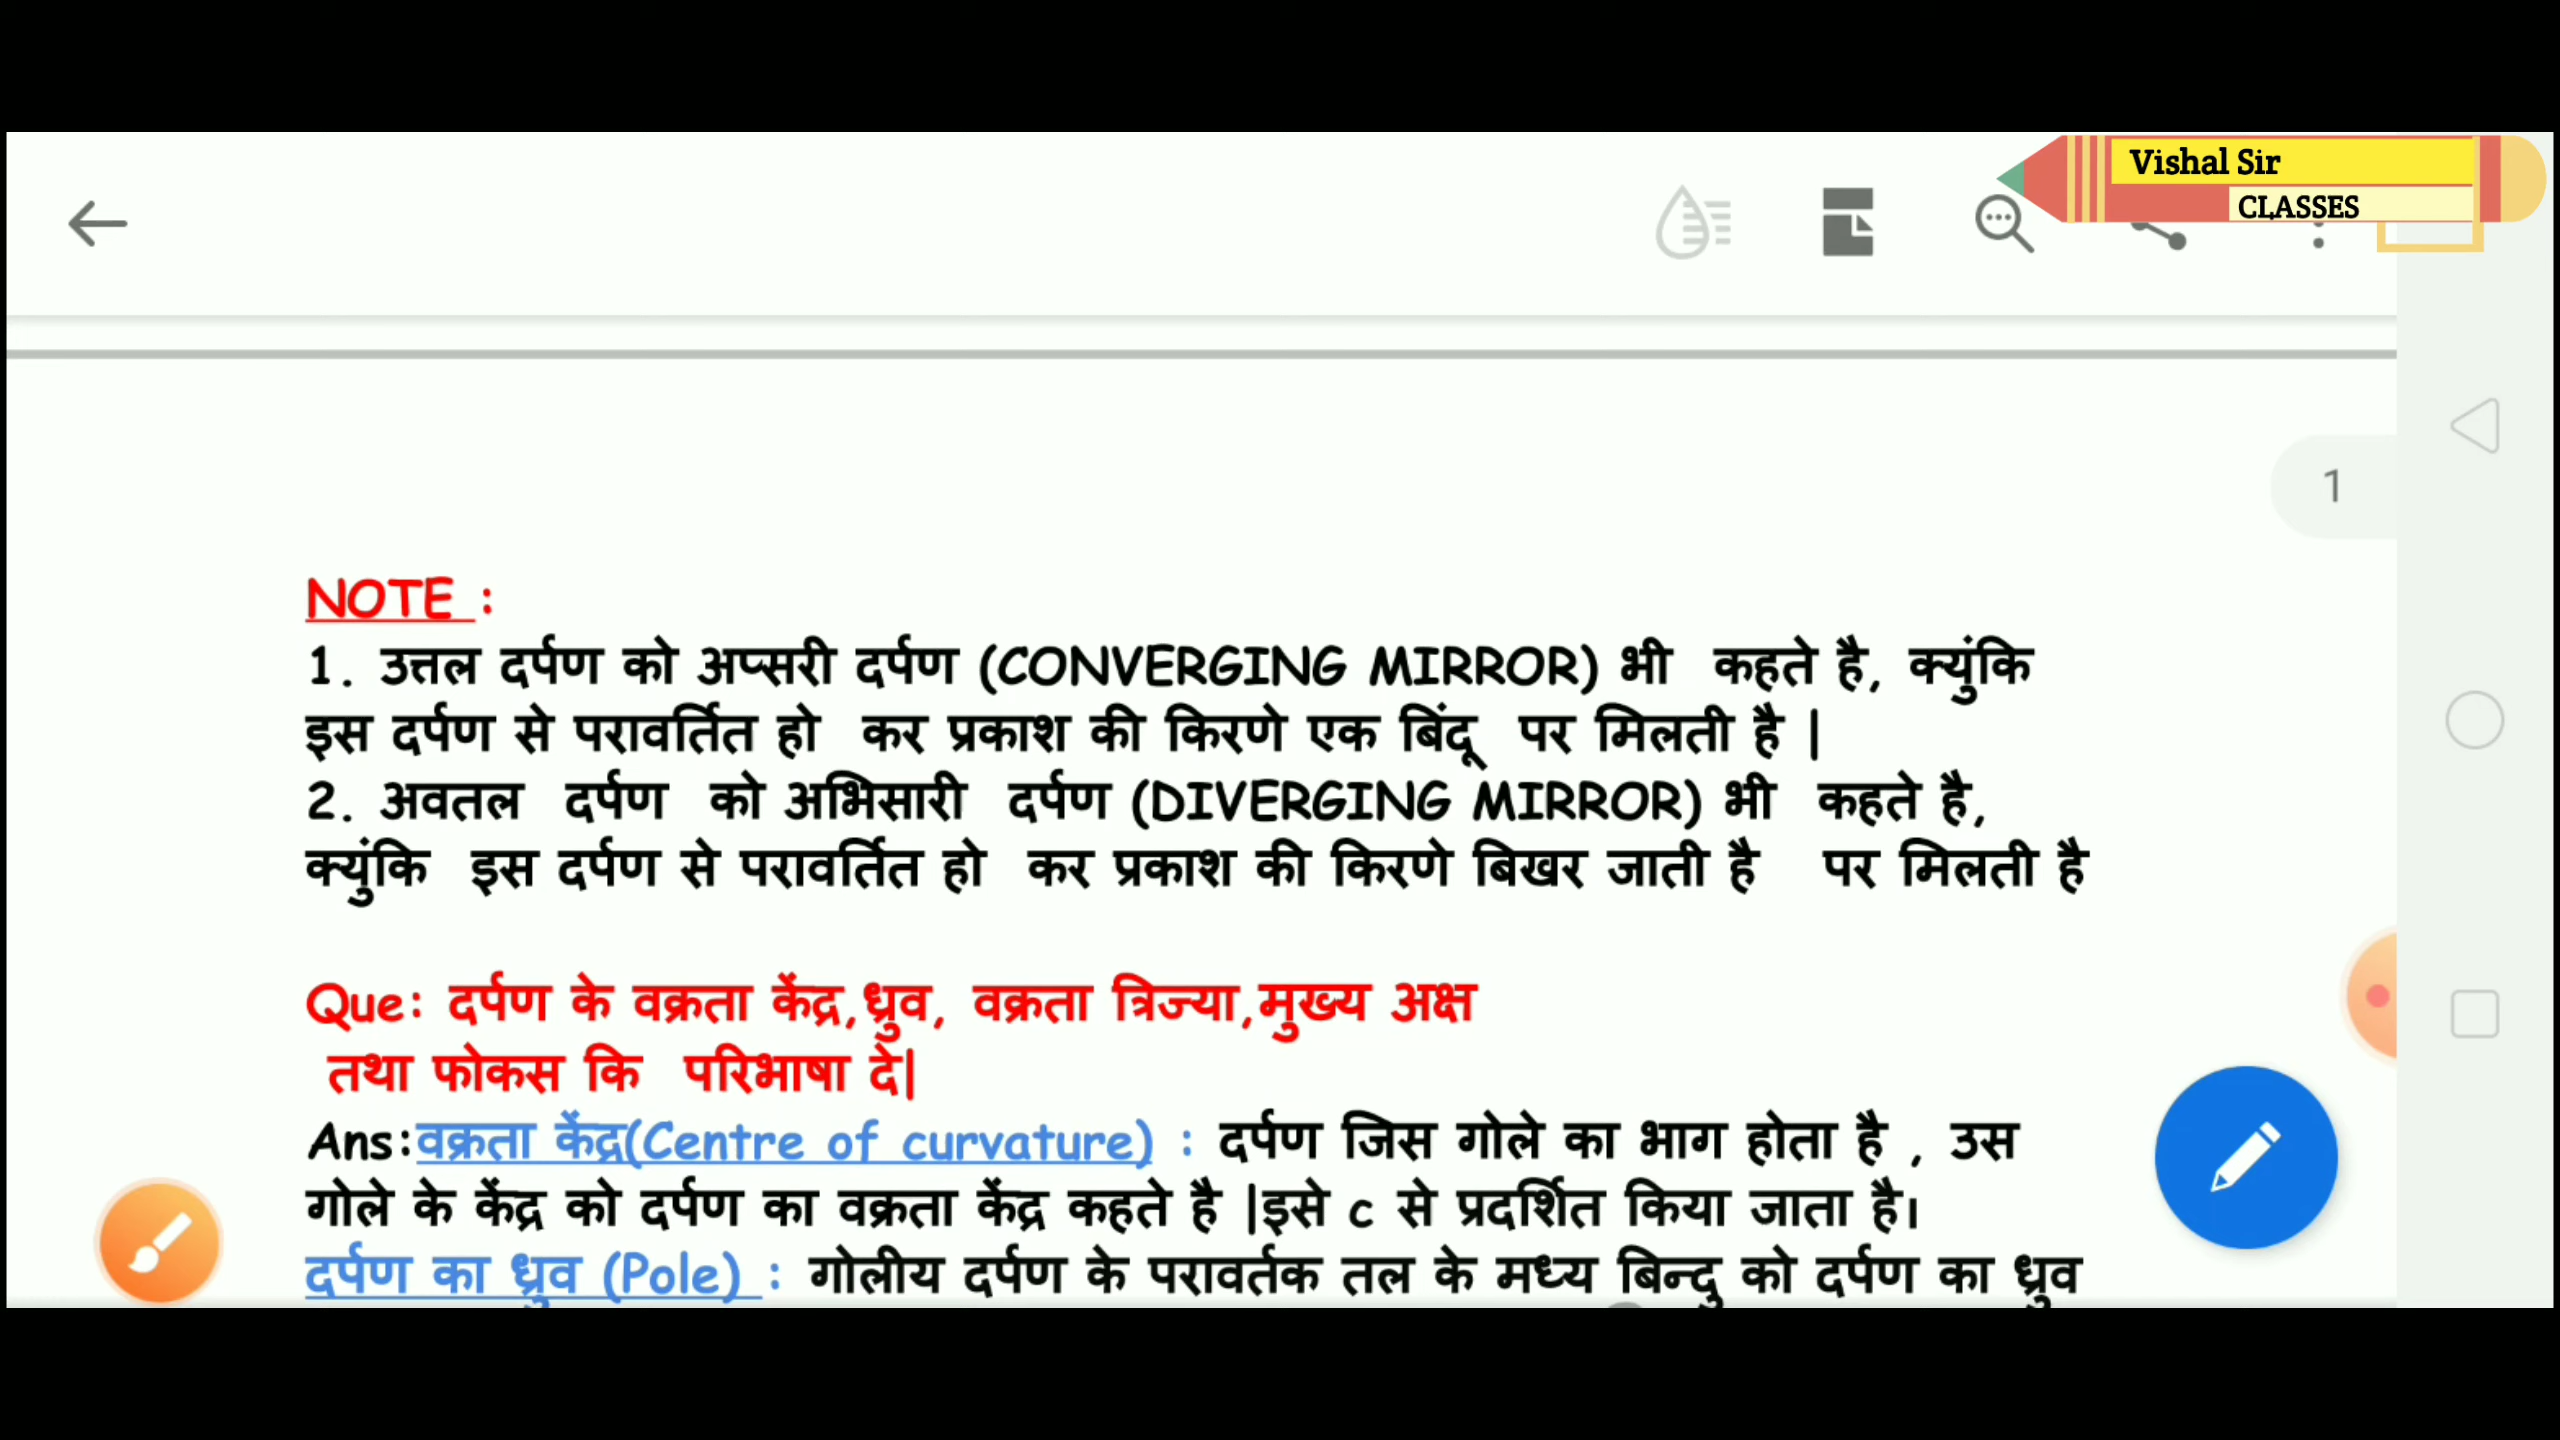 Vishal Sir
CLASSES
1
NOTE :
1. उत्तल दर्पण को अप्सरी दर्पण (CONVERGING MIRROR) भी कहते है, क्युंकि
इस दर्पण से परावर्तित हो कर प्रकाश की किरणे एक बिंदू पर मिलती है |
2. अवतल दर्पण को अभिसारी दर्पण (DIVERGING MIRROR) भी कहते है,
क्युंकि इस दर्पण से परावर्तित हो कर प्रकाश की किरणे बिखर जाती है पर मिलती है
Que: दर्पण के वक्रता केंद्र,ध्रुव, वक्रता त्रिज्या,मुख्य अक्ष
तथा फोकस कि परिभाषा दे|
Ans:वक्रता केंद्र(Centre of curvature) : दर्पण जिस गोले का भाग होता है , उस
गोले के केंद्र को दर्पण का वक्रता केंद्र कहते है |इसे c से प्रदर्शित किया जाता है।
दर्पण का ध्रुव (Pole) : गोलीय दर्पण के परावर्तक तल के मध्य बिन्दु को दर्पण का ध्रुव